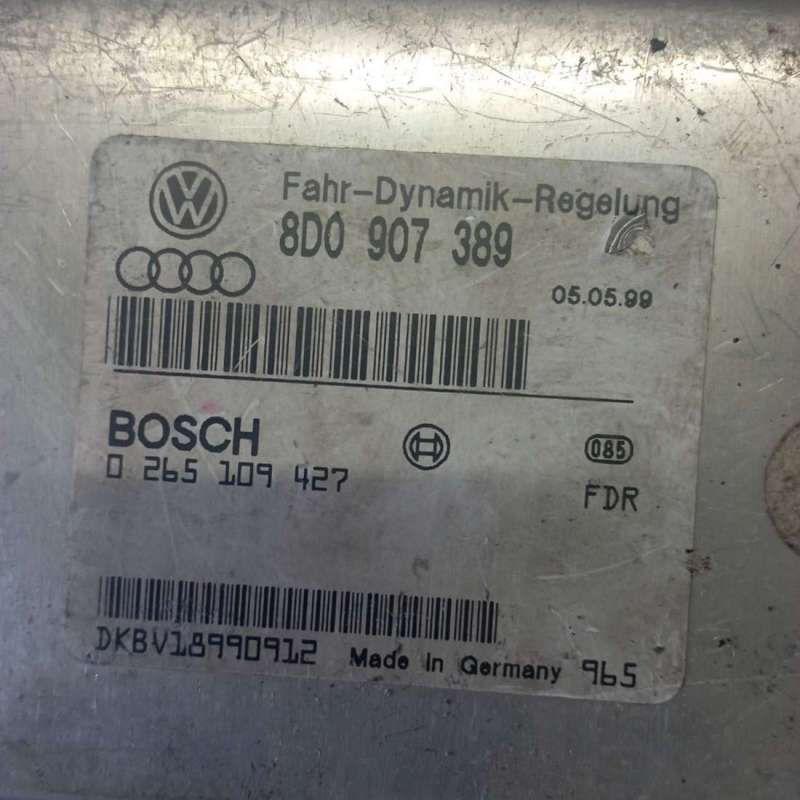 Fahr-Dynamik-Regelung
8D0 907 389
05.05.99
BOSCH
0 265 109 427
085
FDR
DKBV18990912 Made In Germany 965